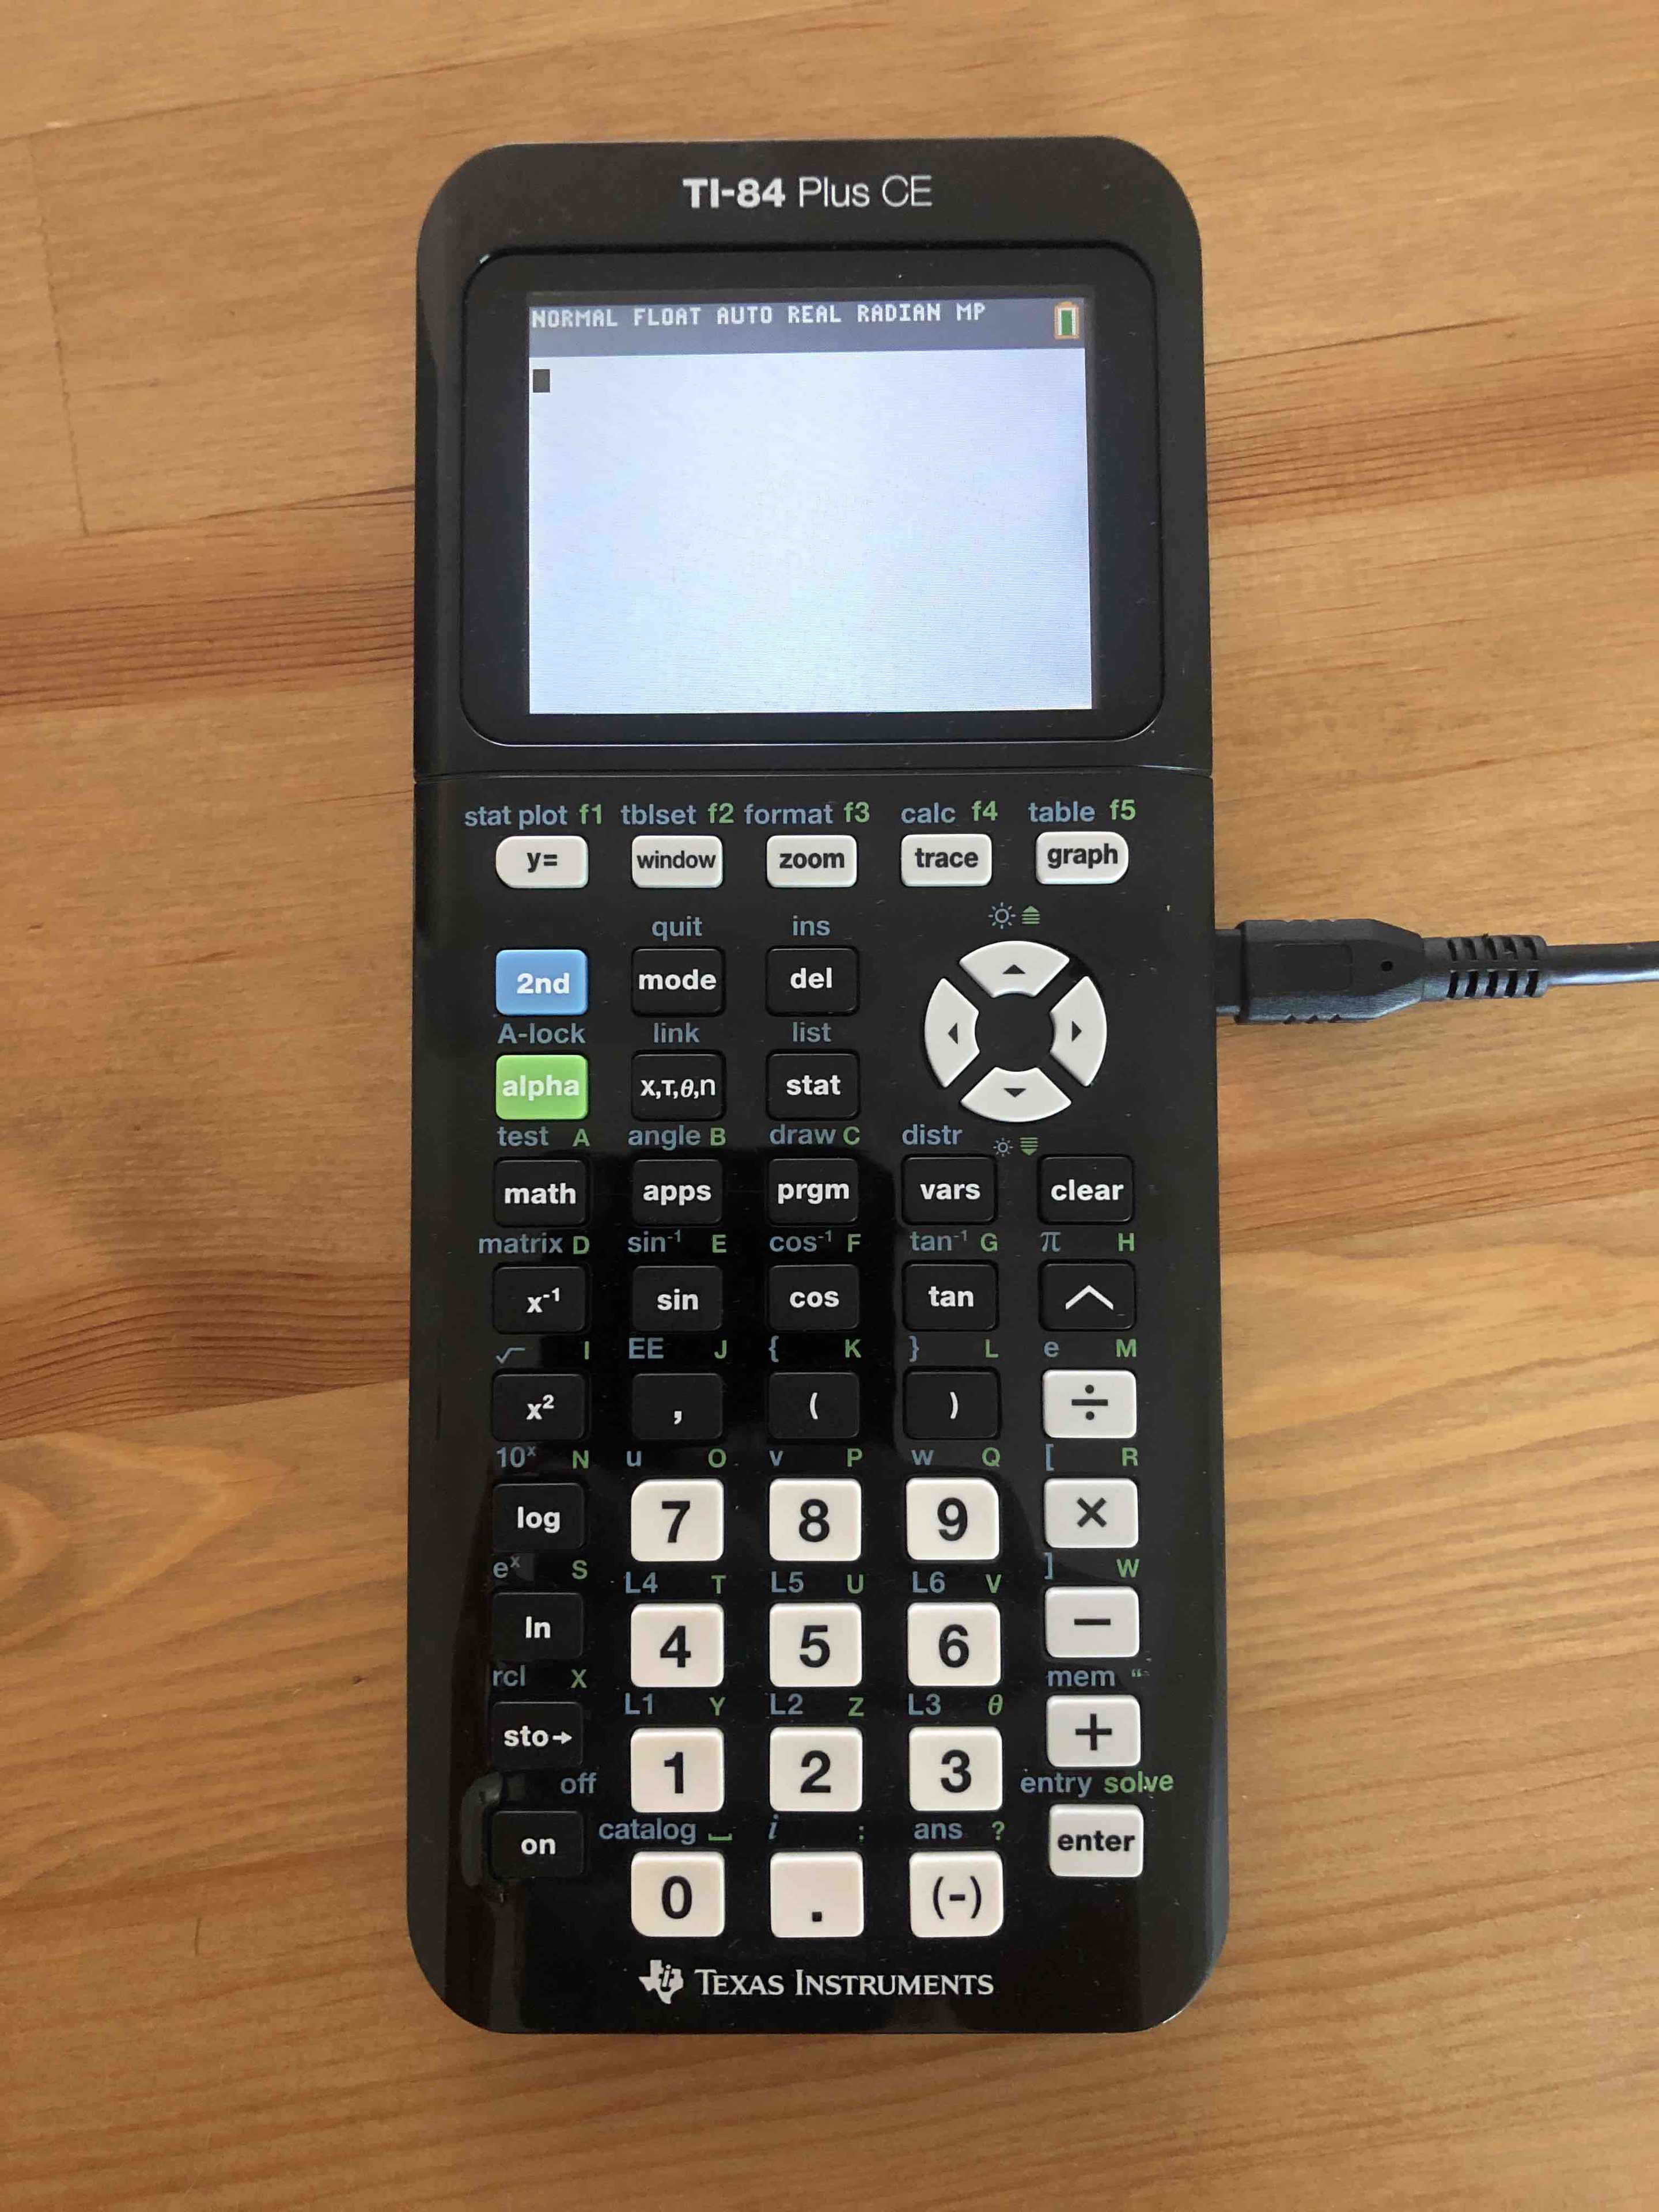 TI-84 Plus CE
NORMAL FLOAT AUTO REAL RADIAN MP
stat plot f1 tblset f2 format f3 calc f4 table f5
y= window zoom trace graph
quit ins
2nd mode del
A-lock link list
alpha X,T,θ,n stat
test A angle B draw C distr
math apps prgm vars clear
matrix D sin⁻¹ E cos⁻¹ F tan⁻¹ G π H
x⁻¹ sin cos tan ^
√ I EE J { K } L e M
x² , ( ) ÷
10ˣ N u O v P w Q [ R
log 7 8 9 ×
eˣ S L4 T L5 U L6 V ] W
ln 4 5 6 −
rcl X L1 Y L2 Z L3 θ mem "
sto→ 1 2 3 +
off catalog ⎵ i : ans ? entry solve
on 0 . (-) enter
TEXAS INSTRUMENTS